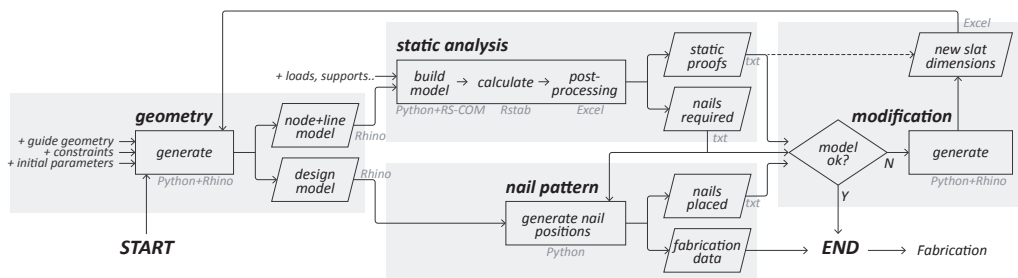 Excel
static analysis
static
proofs
txt
new slat
dimensions
+ loads, supports..
build
model
calculate
post-
processing
Python+RS-COM
Rstab
Excel
nails
required
txt
geometry
node+line
model
Rhino
modification
+ guide geometry
+ constraints
+ initial parameters
generate
Python+Rhino
design
model
Rhino
model
ok?
N
generate
Python+Rhino
nail pattern
nails
placed
txt
Y
generate nail
positions
Python
fabrication
data
START
END
Fabrication